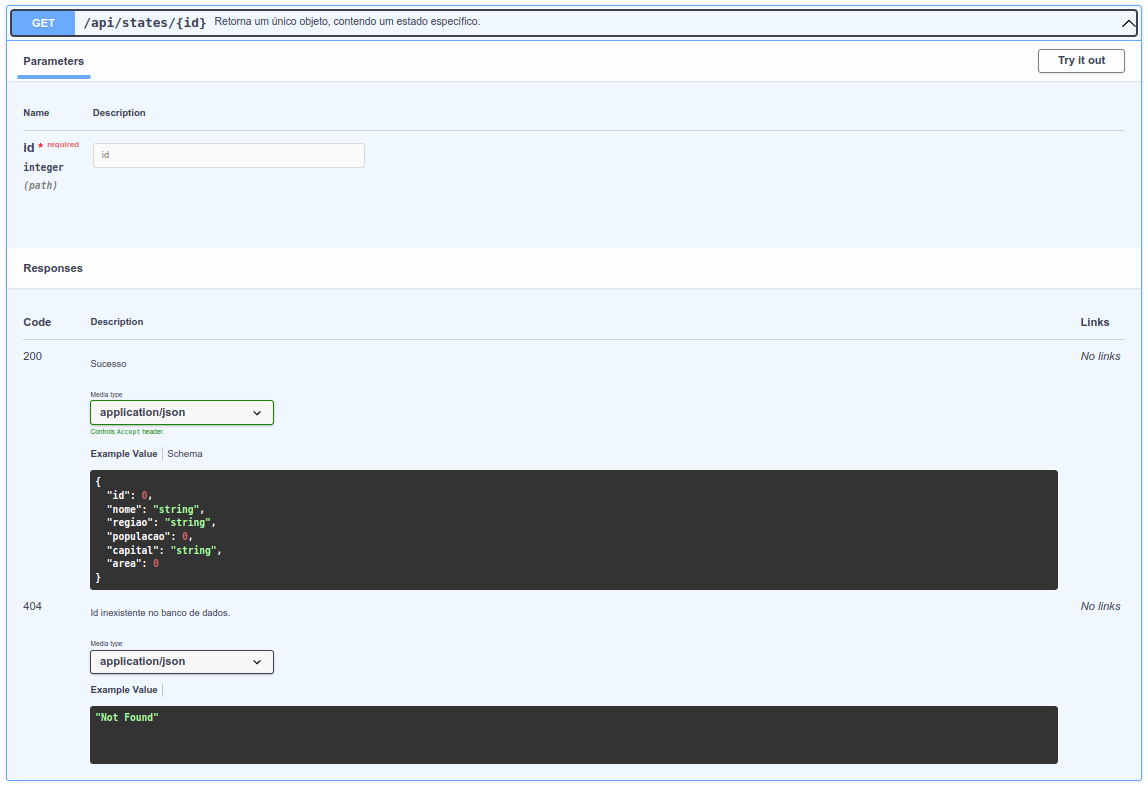 GET /api/states/{id} Retorna um único objeto, contendo um estado específico.
Parameters Try it out
Name Description
id * required
id
integer
(path)
Responses
Code Description Links
200 Sucesso No links
Media type
application/json
Controls Accept header.
Example Value Schema
{
"id": 0,
"nome": "string",
"regiao": "string",
"populacao": 0,
"capital": "string",
"area": 0
}
404 Id inexistente no banco de dados. No links
Media type
application/json
Example Value
"Not Found"